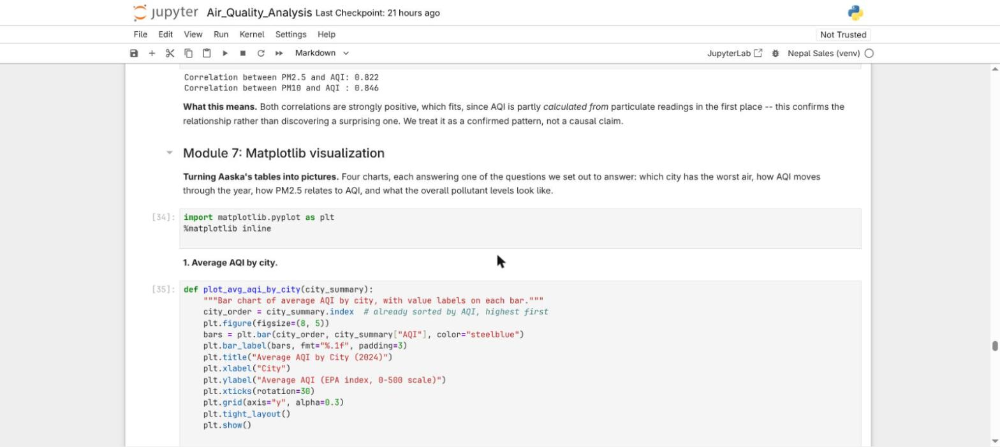 jupyter Air_Quality_Analysis Last Checkpoint: 21 hours ago
File Edit View Run Kernel Settings Help Not Trusted
Markdown JupyterLab Nepal Sales (venv)
Correlation between PM2.5 and AQI: 0.822
Correlation between PM10 and AQI : 0.846
What this means. Both correlations are strongly positive, which fits, since AQI is partly calculated from particulate readings in the first place -- this confirms the
relationship rather than discovering a surprising one. We treat it as a confirmed pattern, not a causal claim.
Module 7: Matplotlib visualization
Turning Aaska's tables into pictures. Four charts, each answering one of the questions we set out to answer: which city has the worst air, how AQI moves
through the year, how PM2.5 relates to AQI, and what the overall pollutant levels look like.
[34]: import matplotlib.pyplot as plt
%matplotlib inline
1. Average AQI by city.
[35]: def plot_avg_aqi_by_city(city_summary):
    """Bar chart of average AQI by city, with value labels on each bar."""
    city_order = city_summary.index  # already sorted by AQI, highest first
    plt.figure(figsize=(8, 5))
    bars = plt.bar(city_order, city_summary["AQI"], color="steelblue")
    plt.bar_label(bars, fmt="%.1f", padding=3)
    plt.title("Average AQI by City (2024)")
    plt.xlabel("City")
    plt.ylabel("Average AQI (EPA index, 0-500 scale)")
    plt.xticks(rotation=30)
    plt.grid(axis="y", alpha=0.3)
    plt.tight_layout()
    plt.show()